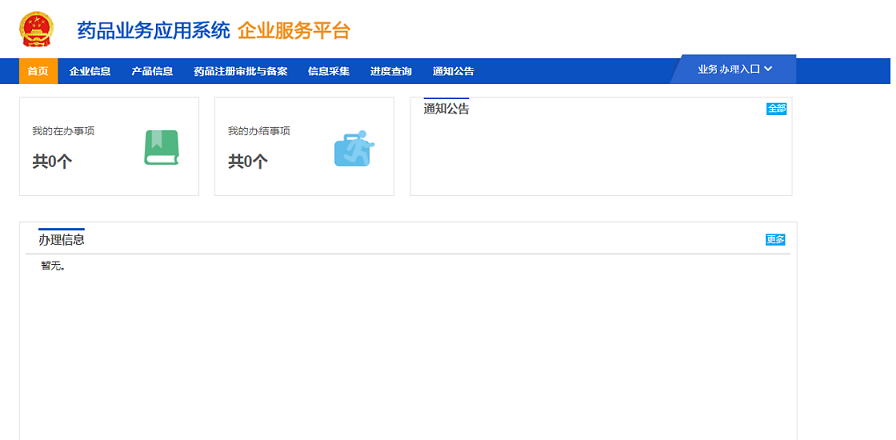 药品业务应用系统 企业服务平台
首页 企业信息 产品信息 药品注册审批与备案 信息采集 进度查询 通知公告 业务办理入口
我的在办事项
共0个
我的办结事项
共0个
通知公告 全部
办理信息 更多
暂无。